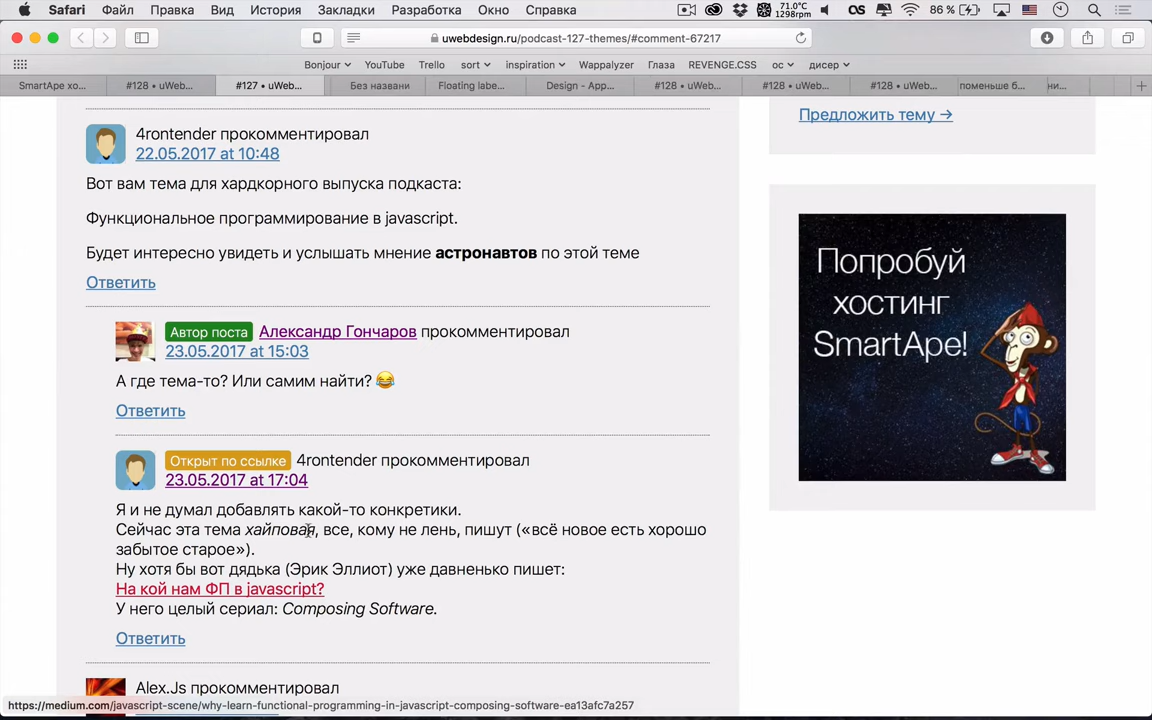 Safari Файл Правка Вид История Закладки Разработка Окно Справка
71.0°C
1298rpm
86 %
uwebdesign.ru/podcast-127-themes/#comment-67217
Bonjour YouTube Trello sort inspiration Wappalyzer Глаза REVENGE.CSS ос дисер
SmartApe хо... #128 • uWeb... #127 • uWeb... Без названи Floating labe... Design - App... #128 • uWeb... #128 • uWeb... #128 • uWeb... поменьше б... ни...
Предложить тему →
4rontender прокомментировал
22.05.2017 at 10:48
Вот вам тема для хардкорного выпуска подкаста:
Функциональное программирование в javascript.
Будет интересно увидеть и услышать мнение астронавтов по этой теме
Ответить
Автор поста Александр Гончаров прокомментировал
23.05.2017 at 15:03
А где тема-то? Или самим найти? 😂
Ответить
Открыт по ссылке 4rontender прокомментировал
23.05.2017 at 17:04
Я и не думал добавлять какой-то конкретики.
Сейчас эта тема хайповая, все, кому не лень, пишут («всё новое есть хорошо
забытое старое»).
Ну хотя бы вот дядька (Эрик Эллиот) уже давненько пишет:
На кой нам ФП в javascript?
У него целый сериал: Composing Software.
Ответить
Alex.Js прокомментировал
https://medium.com/javascript-scene/why-learn-functional-programming-in-javascript-composing-software-ea13afc7a257
Попробуй
хостинг
SmartApe!